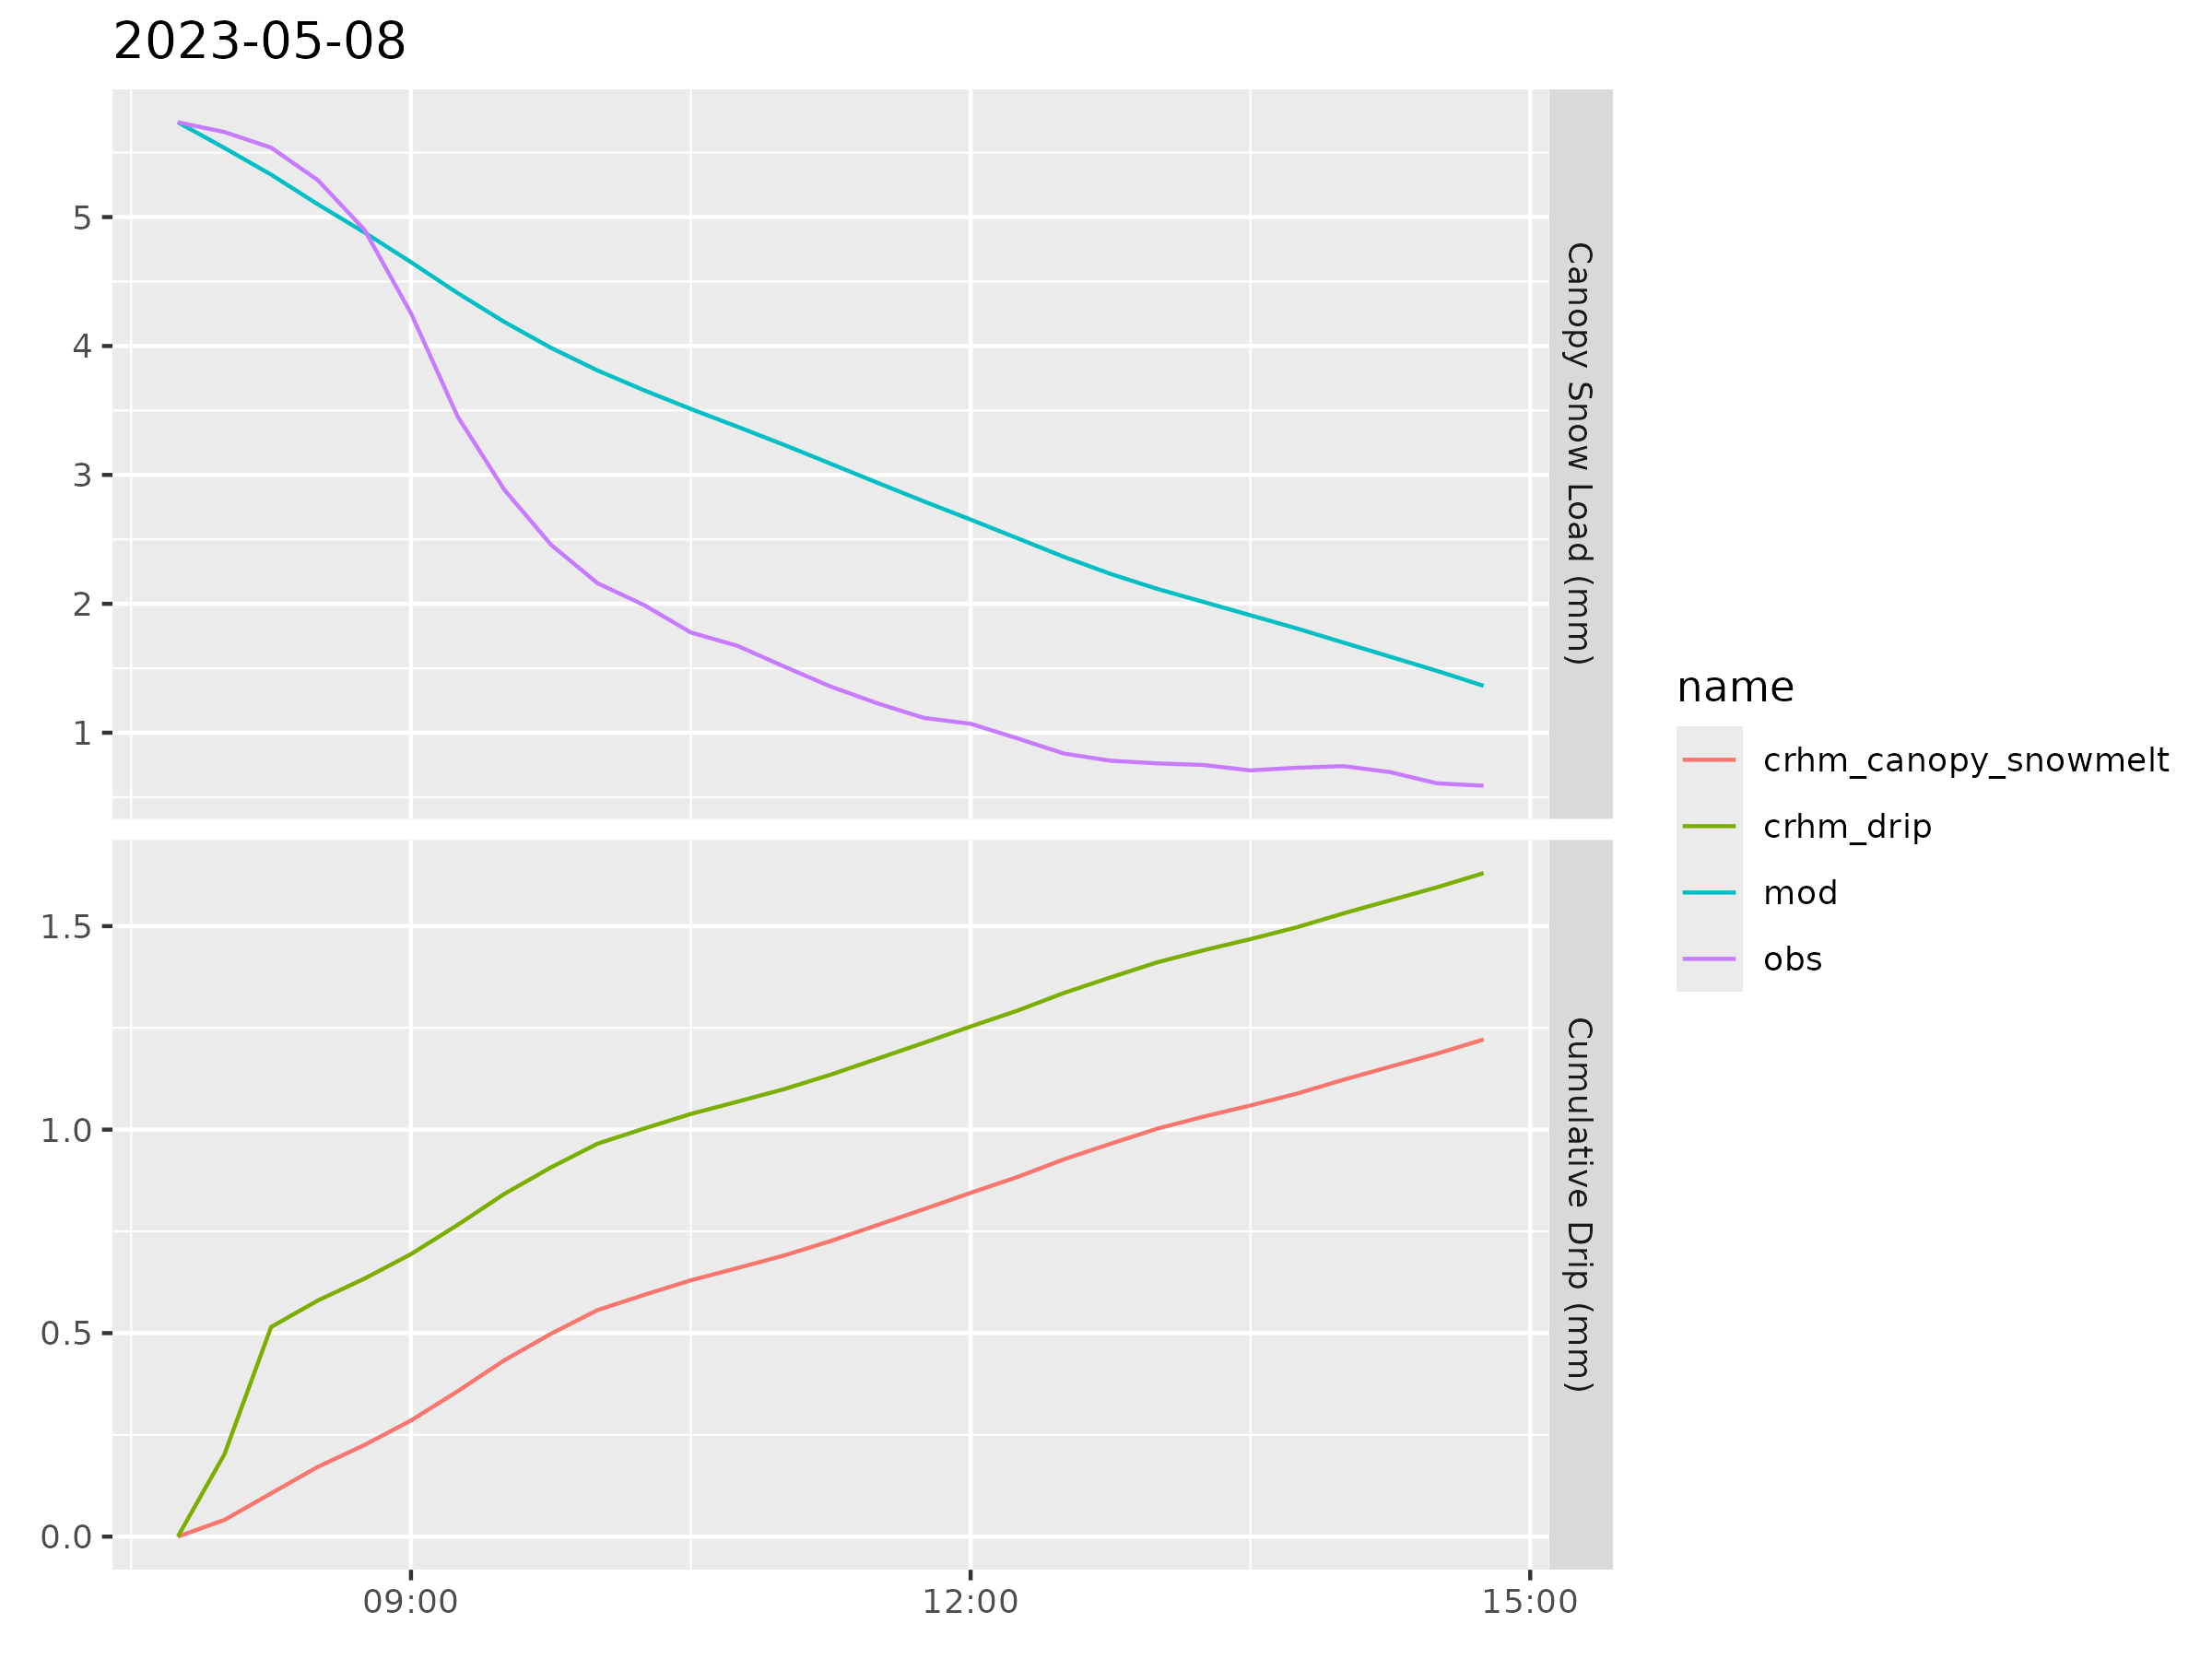 2023-05-08
5
4
3
2
1
Canopy Snow Load (mm)
1.5
1.0
0.5
0.0
Cumulative Drip (mm)
09:00 12:00 15:00
name
crhm_canopy_snowmelt
crhm_drip
mod
obs